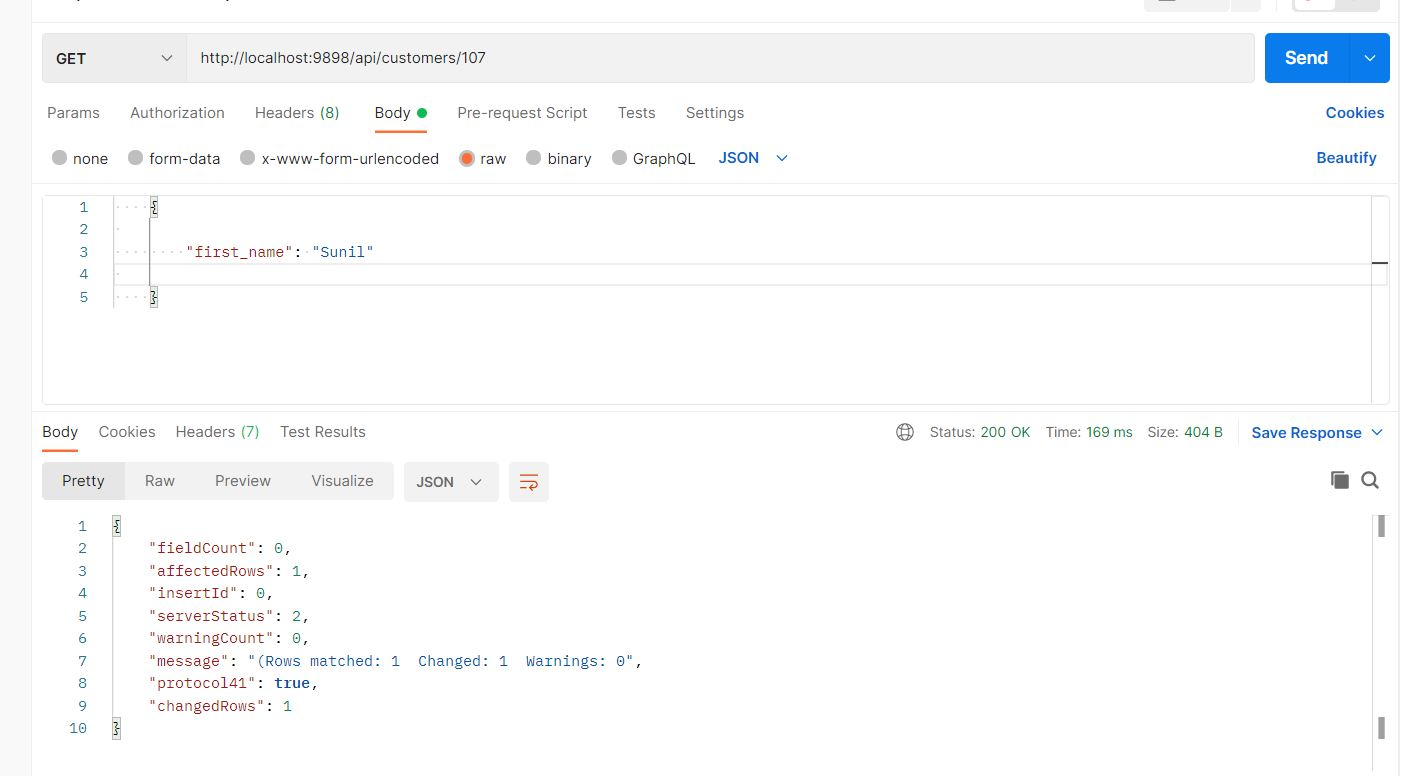 GET http://localhost:9898/api/customers/107 Send
Params Authorization Headers (8) Body Pre-request Script Tests Settings Cookies
none form-data x-www-form-urlencoded raw binary GraphQL JSON Beautify
1 {
2
3 "first_name": "Sunil"
4
5 }
Body Cookies Headers (7) Test Results Status: 200 OK Time: 169 ms Size: 404 B Save Response
Pretty Raw Preview Visualize JSON
1 {
2 "fieldCount": 0,
3 "affectedRows": 1,
4 "insertId": 0,
5 "serverStatus": 2,
6 "warningCount": 0,
7 "message": "(Rows matched: 1  Changed: 1  Warnings: 0",
8 "protocol41": true,
9 "changedRows": 1
10 }